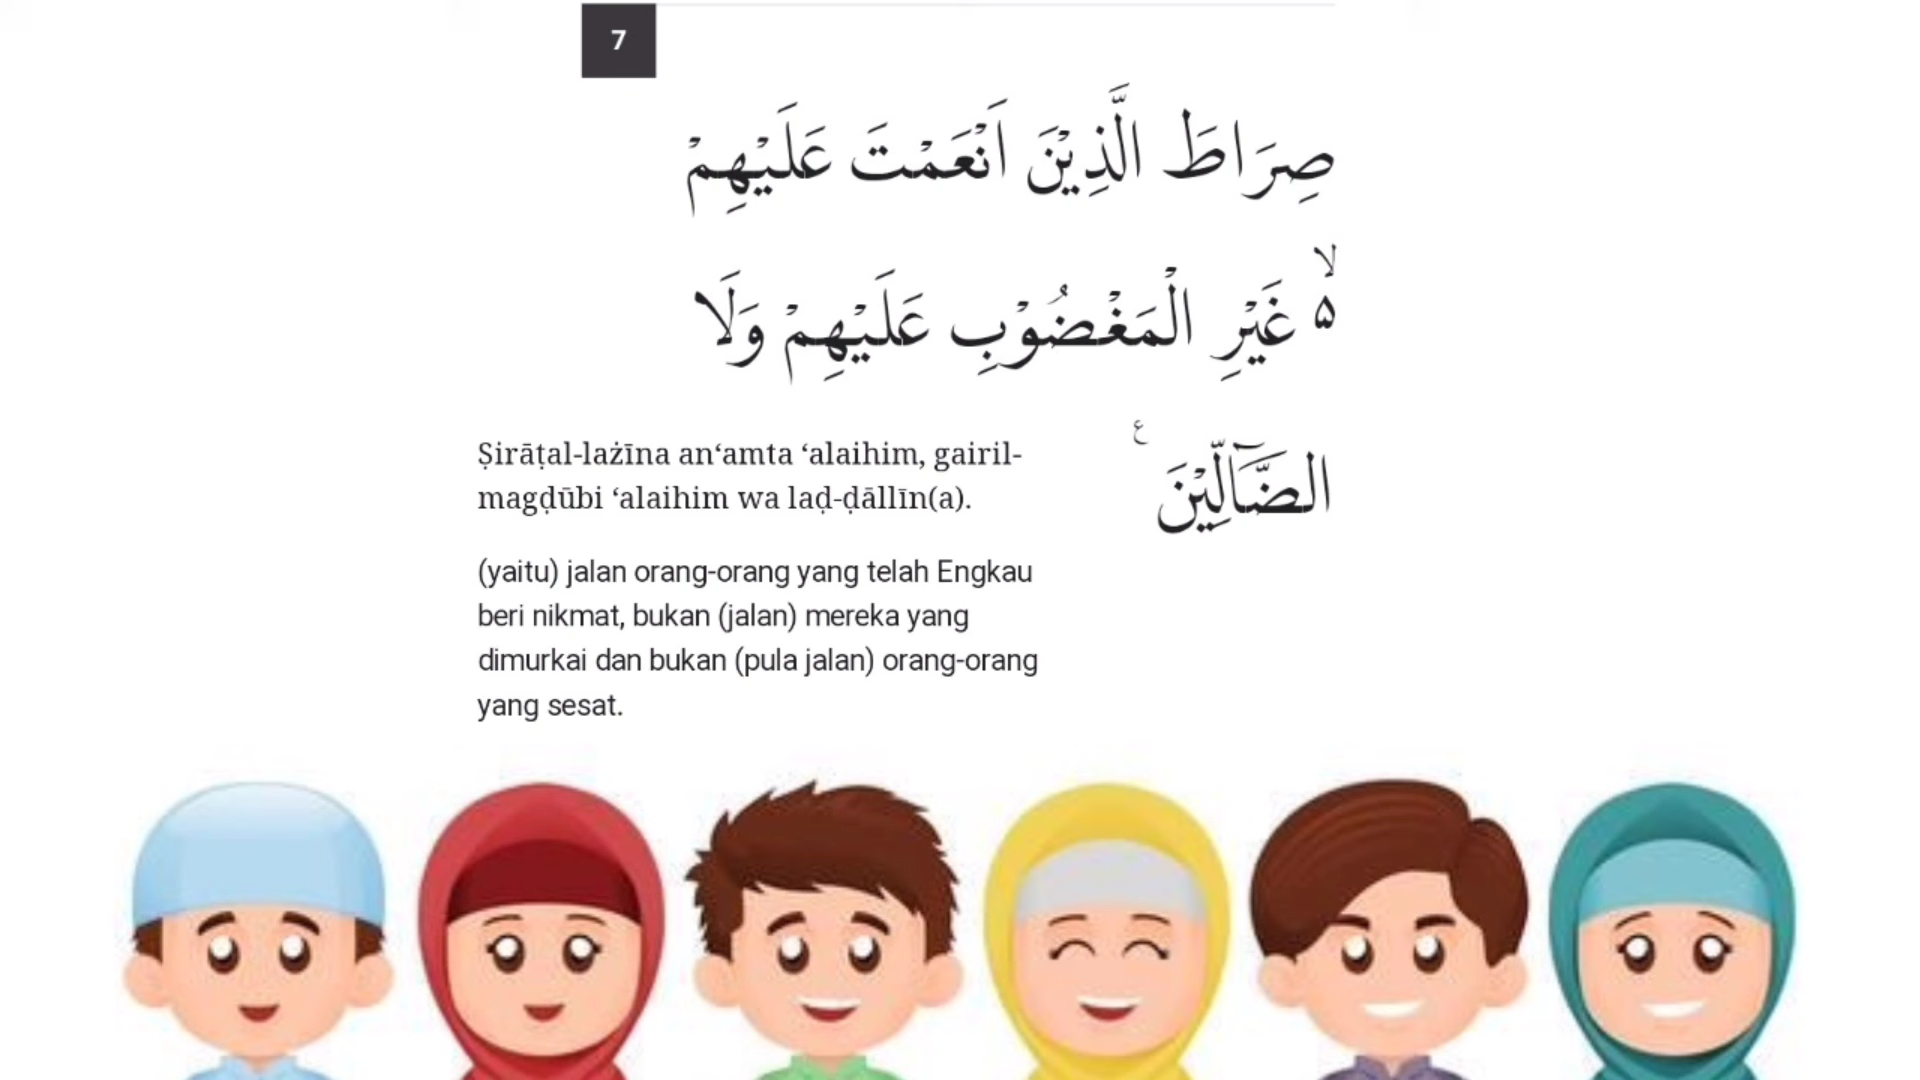 7
صِرَاطَ الَّذِيْنَ اَنْعَمْتَ عَلَيْهِمْ
ەۙ غَيْرِ الْمَغْضُوْبِ عَلَيْهِمْ وَلَا
الضَّاۤلِّيْنَ ࣖ
Ṣirāṭal-lażīna an‘amta ‘alaihim, gairil-
magḍūbi ‘alaihim wa laḍ-ḍāllīn(a).
(yaitu) jalan orang-orang yang telah Engkau
beri nikmat, bukan (jalan) mereka yang
dimurkai dan bukan (pula jalan) orang-orang
yang sesat.